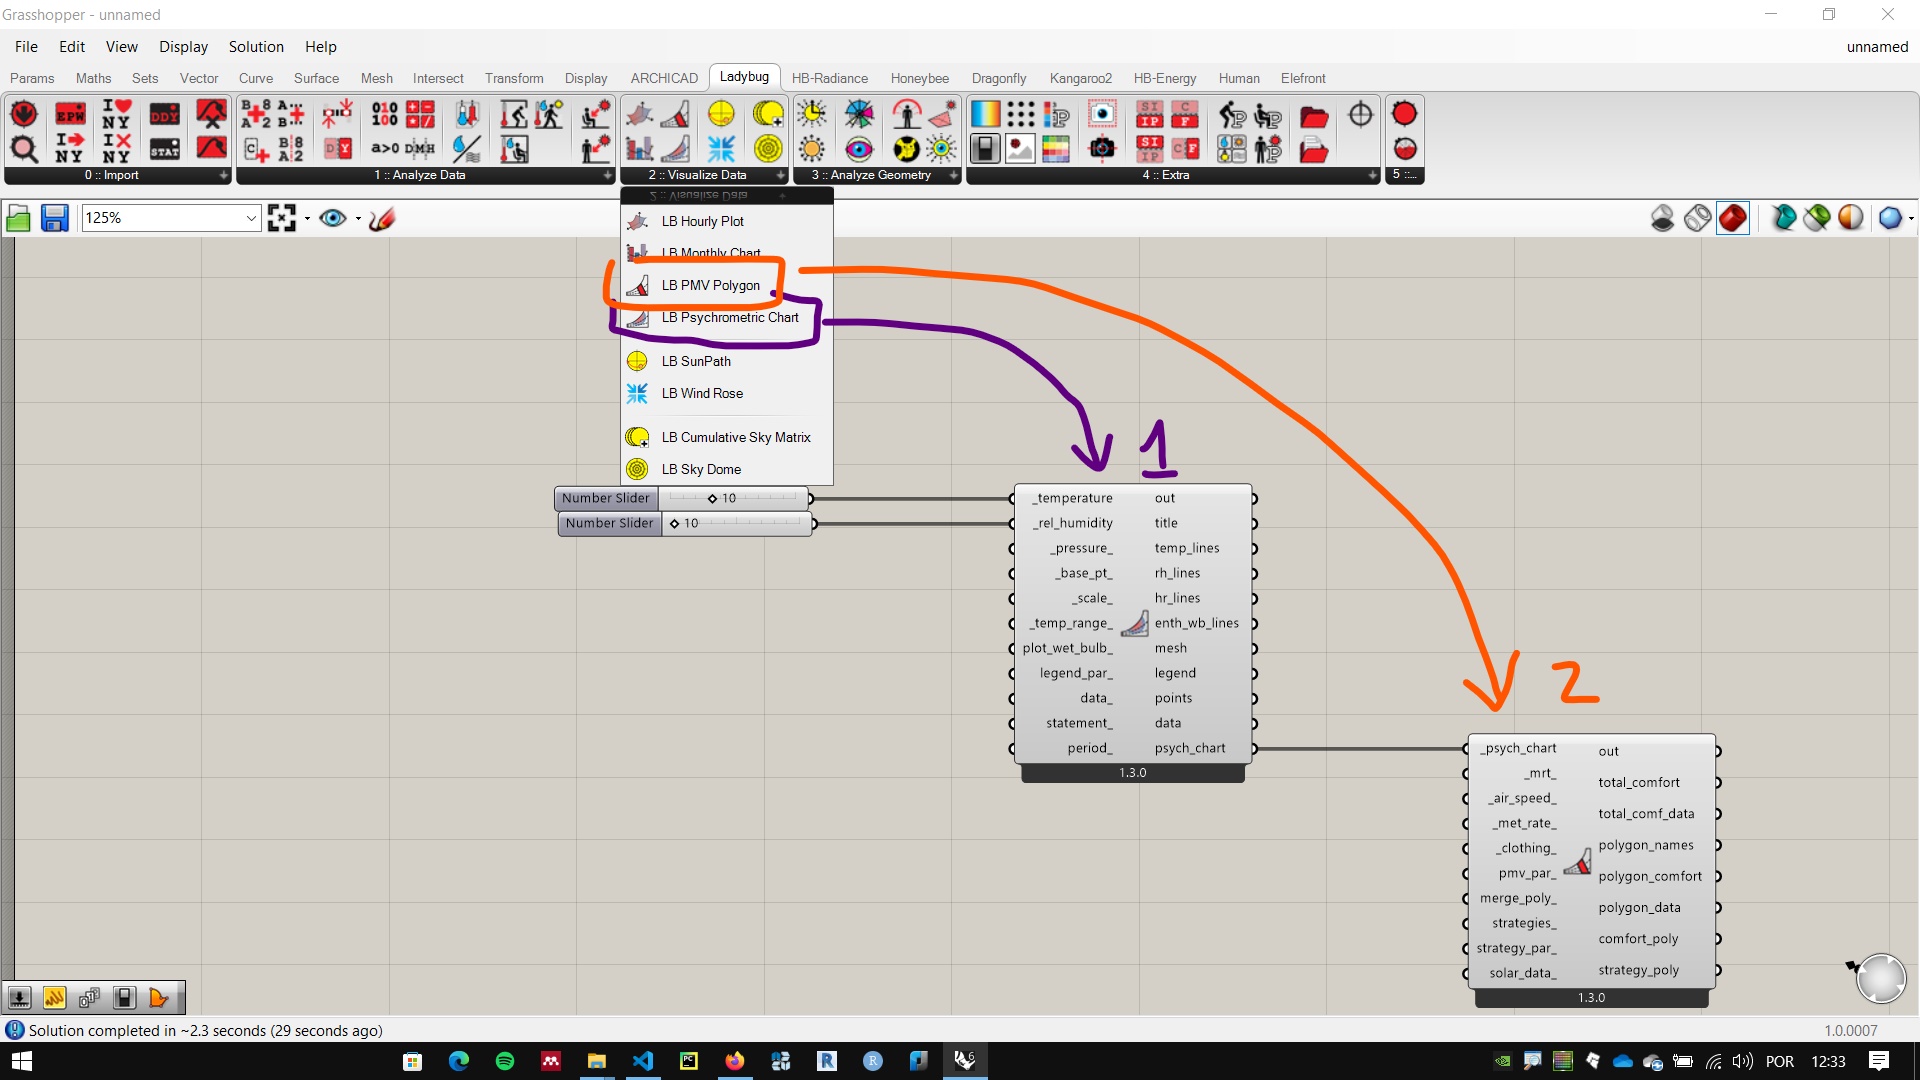 Grasshopper - unnamed
File Edit View Display Solution Help unnamed
Params Maths Sets Vector Curve Surface Mesh Intersect Transform Display ARCHICAD Ladybug HB-Radiance Honeybee Dragonfly Kangaroo2 HB-Energy Human Elefront
0 :: Import 1 :: Analyze Data 2 :: Visualize Data 3 :: Analyze Geometry 4 :: Extra 5 ::...
2 :: Visualize Data
125%
LB Hourly Plot
LB Monthly Chart
LB PMV Polygon
LB Psychrometric Chart
LB SunPath
LB Wind Rose
LB Cumulative Sky Matrix
LB Sky Dome
1
Number Slider 10
Number Slider 10
_temperature out
_rel_humidity title
_pressure_ temp_lines
_base_pt_ rh_lines
_scale_ hr_lines
_temp_range_ enth_wb_lines
plot_wet_bulb_ mesh
legend_par_ legend
data_ points
statement_ data
period_ psych_chart
1.3.0
2
_psych_chart out
_mrt_ total_comfort
_air_speed_ total_comf_data
_met_rate_ polygon_names
_clothing_ polygon_comfort
pmv_par_ polygon_data
merge_poly_ comfort_poly
strategies_ strategy_poly
strategy_par_
solar_data_
1.3.0
Solution completed in ~2.3 seconds (29 seconds ago) 1.0.0007
POR 12:33